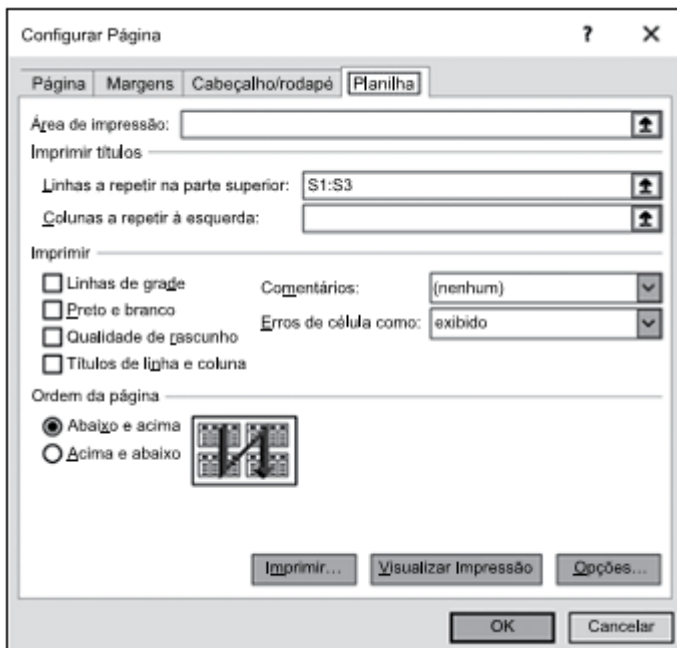 Configurar Página ? ✕
Página Margens Cabeçalho/rodapé Planilha
Área de impressão:
Imprimir títulos
Linhas a repetir na parte superior: S1:S3
Colunas a repetir à esquerda:
Imprimir
Linhas de grade
Preto e branco
Qualidade de rascunho
Títulos de linha e coluna
Comentários: (nenhum)
Erros de célula como: exibido
Ordem da página
Abaixo e acima
Acima e abaixo
Imprimir... Visualizar Impressão Opções...
OK Cancelar